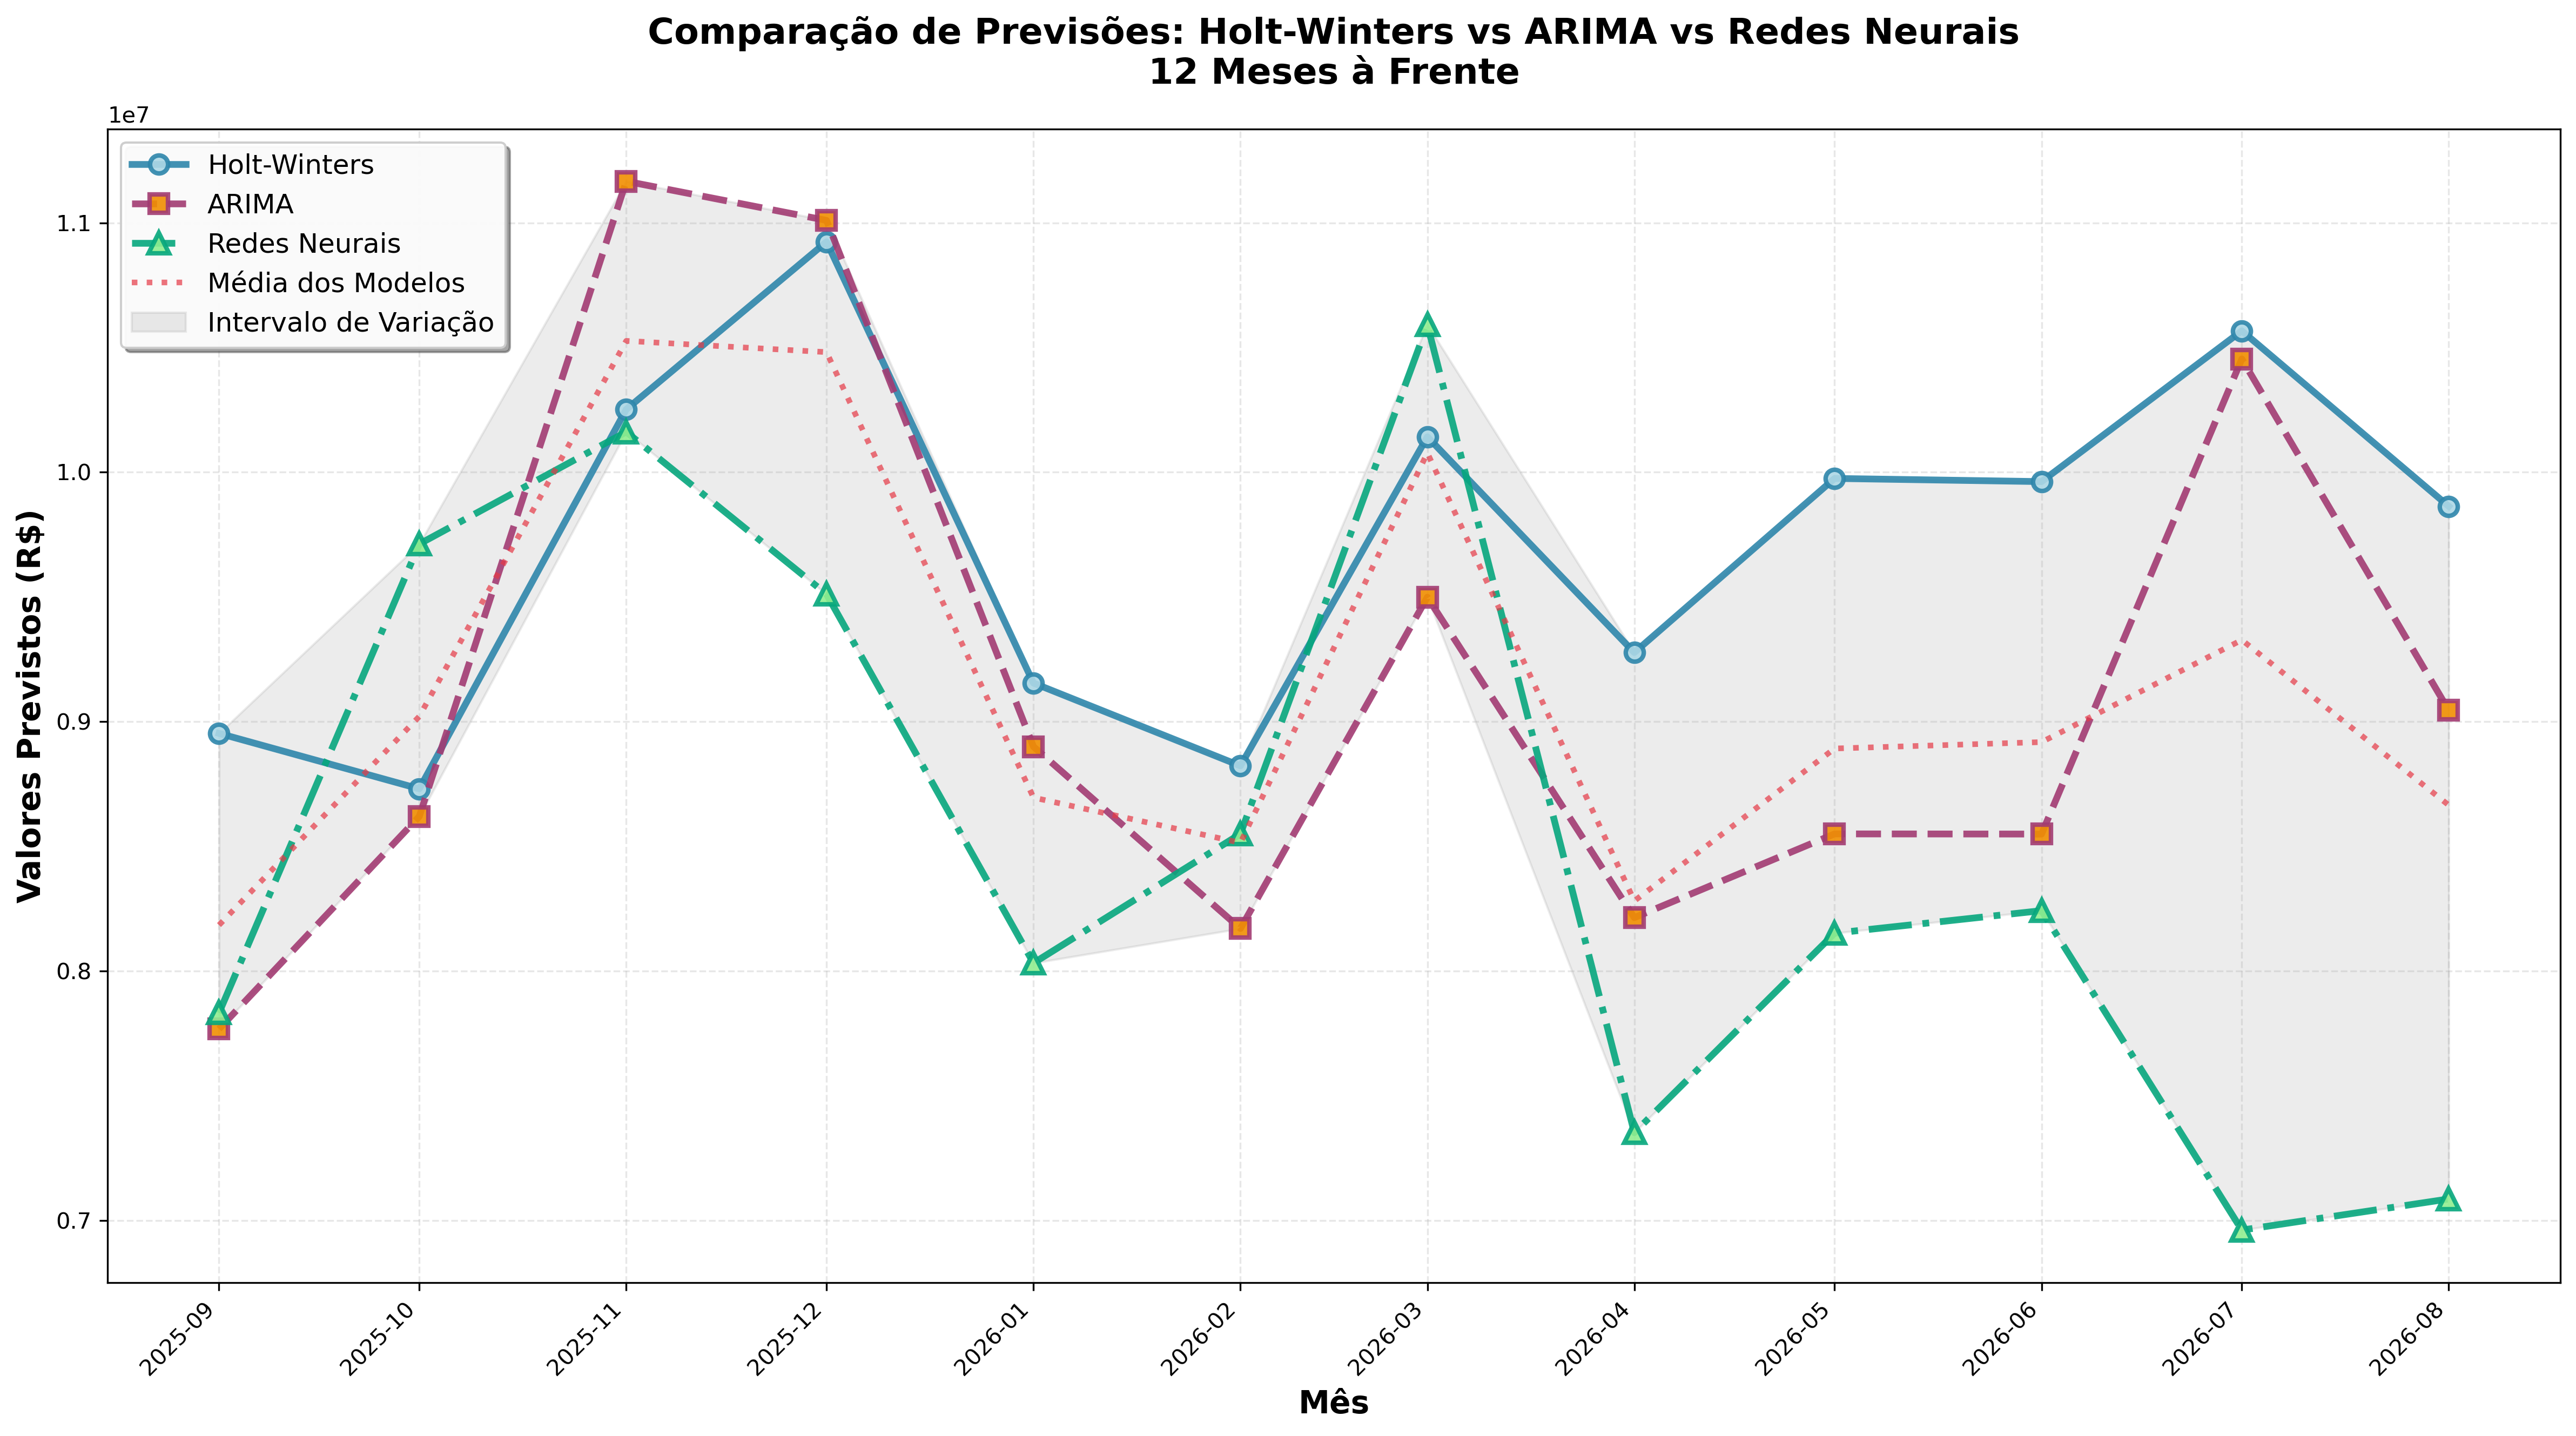 Comparação de Previsões: Holt-Winters vs ARIMA vs Redes Neurais
12 Meses à Frente
1e7
Holt-Winters
ARIMA
Redes Neurais
Média dos Modelos
Intervalo de Variação
1.1
1.0
0.9
0.8
0.7
Valores Previstos (R$)
2025-09
2025-10
2025-11
2025-12
2026-01
2026-02
2026-03
2026-04
2026-05
2026-06
2026-07
2026-08
Mês